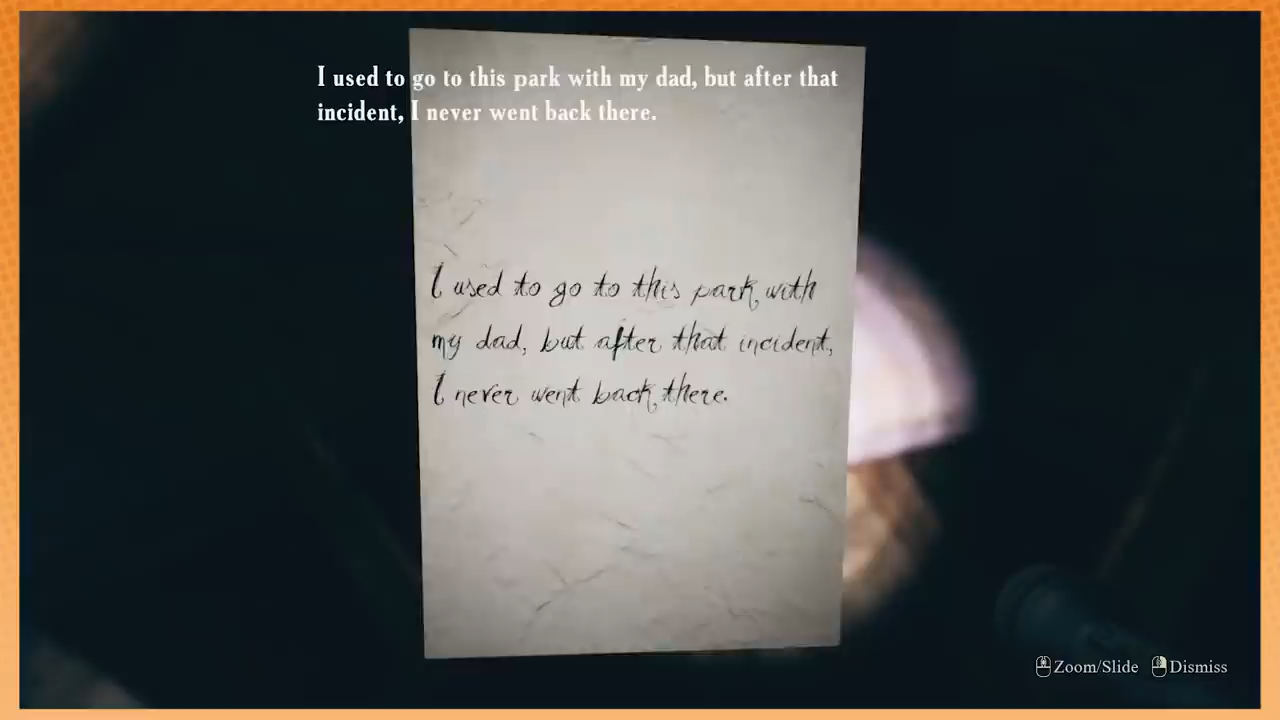 I used to go to this park with my dad, but after that
incident, I never went back there.
I used to go to this park with
my dad, but after that incident,
I never went back there.
Zoom/Slide Dismiss